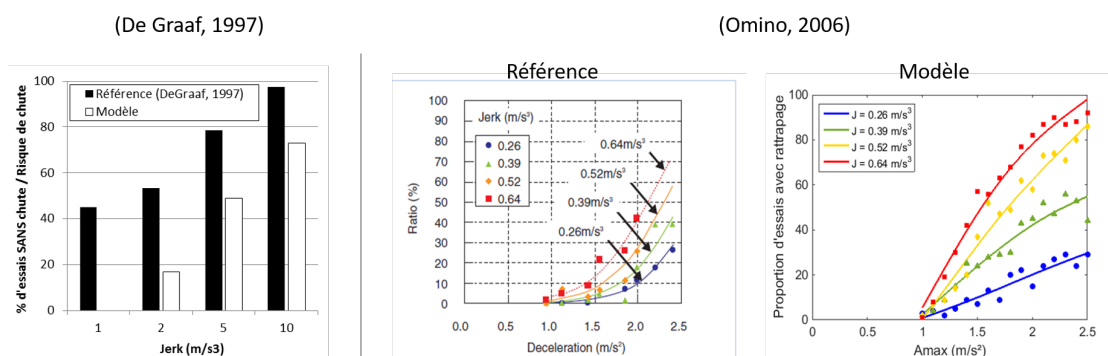 (De Graaf, 1997)
(Omino, 2006)
% d'essais SANS chute / Risque de chute
100
80
60
40
20
0
Référence (DeGraaf, 1997)
Modèle
1
2
5
10
Jerk (m/s3)
Référence
Ratio (%)
100
90
80
70
60
50
40
30
20
10
0
Jerk (m/s³)
0.26
0.39
0.52
0.64
0.64m/s³
0.52m/s³
0.39m/s³
0.26m/s³
0.0
0.5
1.0
1.5
2.0
2.5
Deceleration (m/s²)
Modèle
Proportion d'essais avec rattrapage
100
80
60
40
20
0
J = 0.26 m/s³
J = 0.39 m/s³
J = 0.52 m/s³
J = 0.64 m/s³
0
0.5
1
1.5
2
2.5
Amax (m/s²)